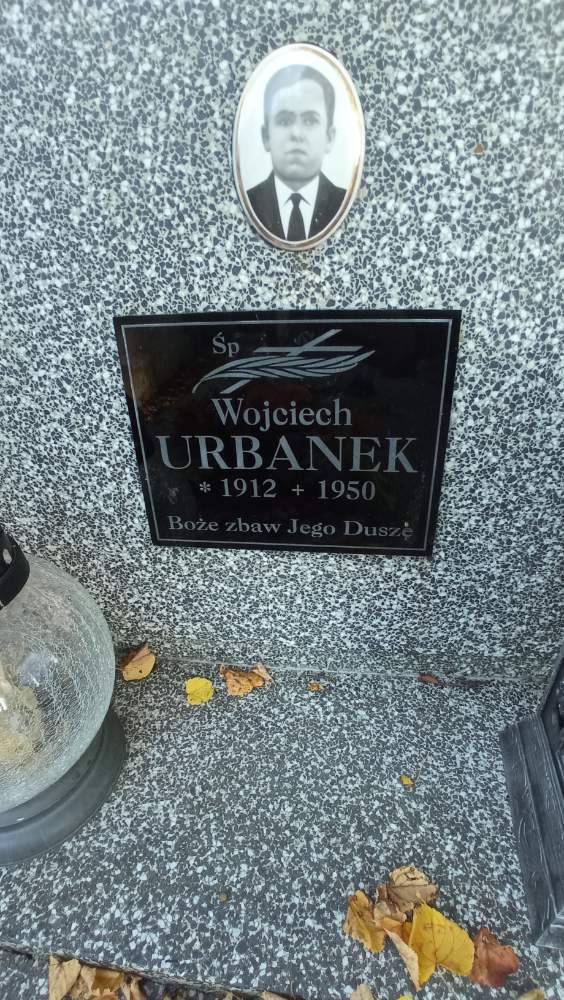 Śp
Wojciech
URBANEK
* 1912 + 1950
Boże zbaw Jego Duszę